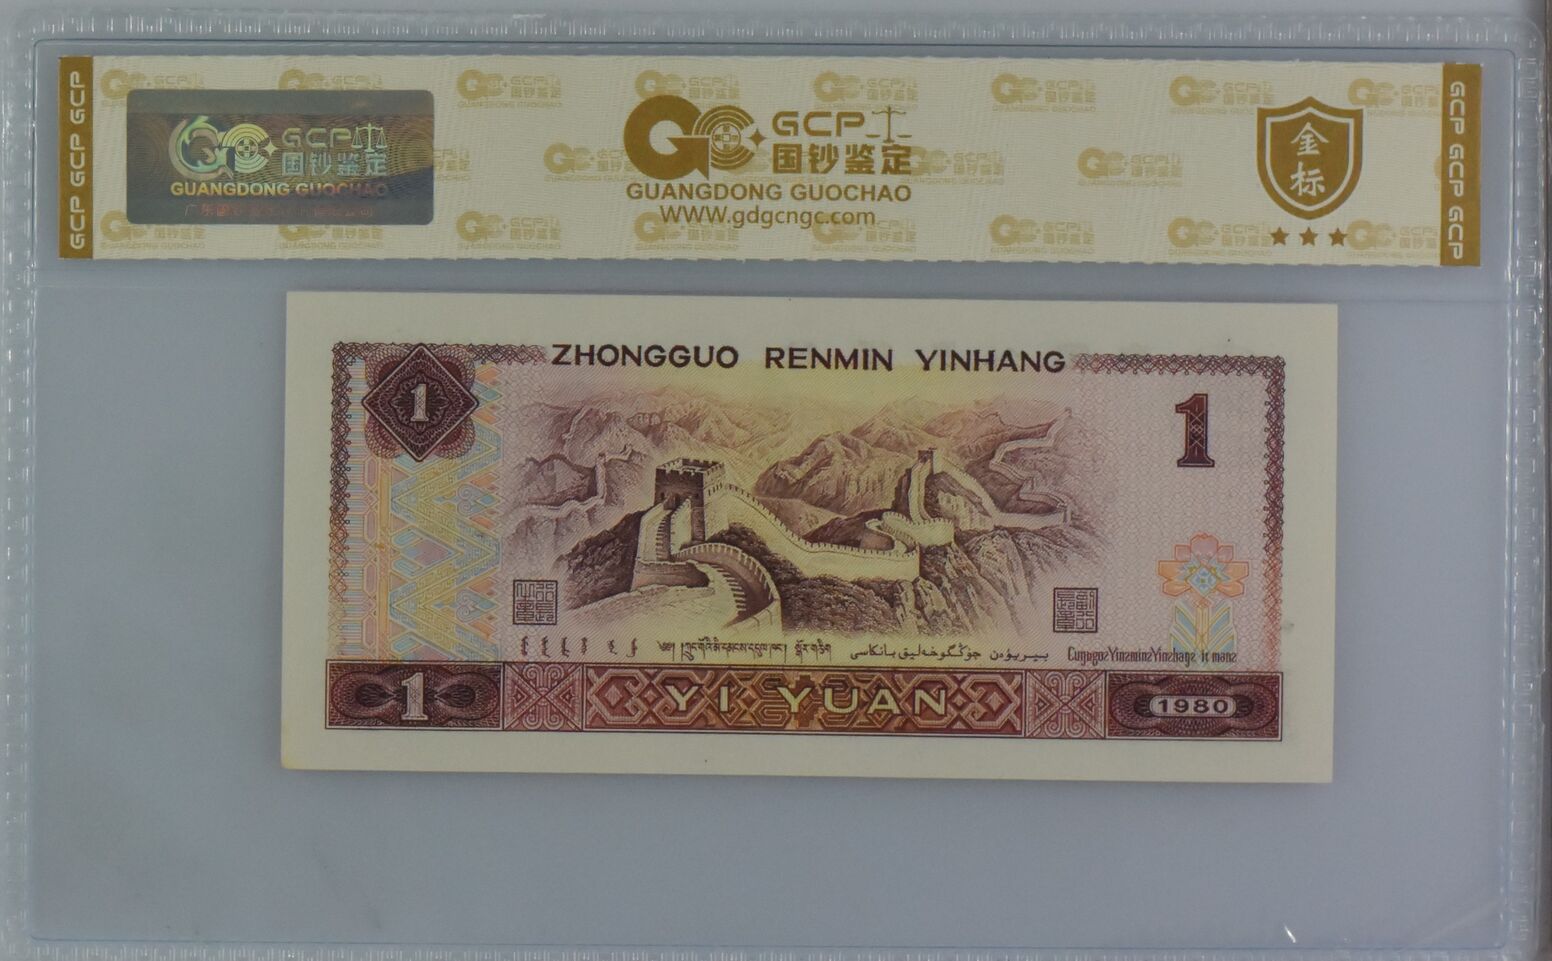 GCP GCP GCP
GCP
国钞鉴定
GUANGDONG GUOCHAO
GCP
国钞鉴定
GUANGDONG GUOCHAO
WWW.gdgcngc.com
金标
GCP GCP GCP
ZHONGGUO RENMIN YINHANG
1
1
1
YI YUAN
1980